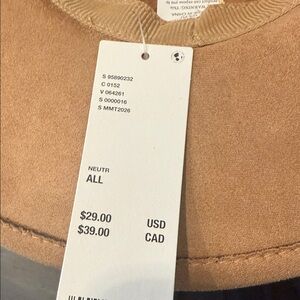 S 95890232
C 0152
V 064261
S 0000016
S MMT2026
NEUTR
ALL
$29.00 USD
$39.00 CAD